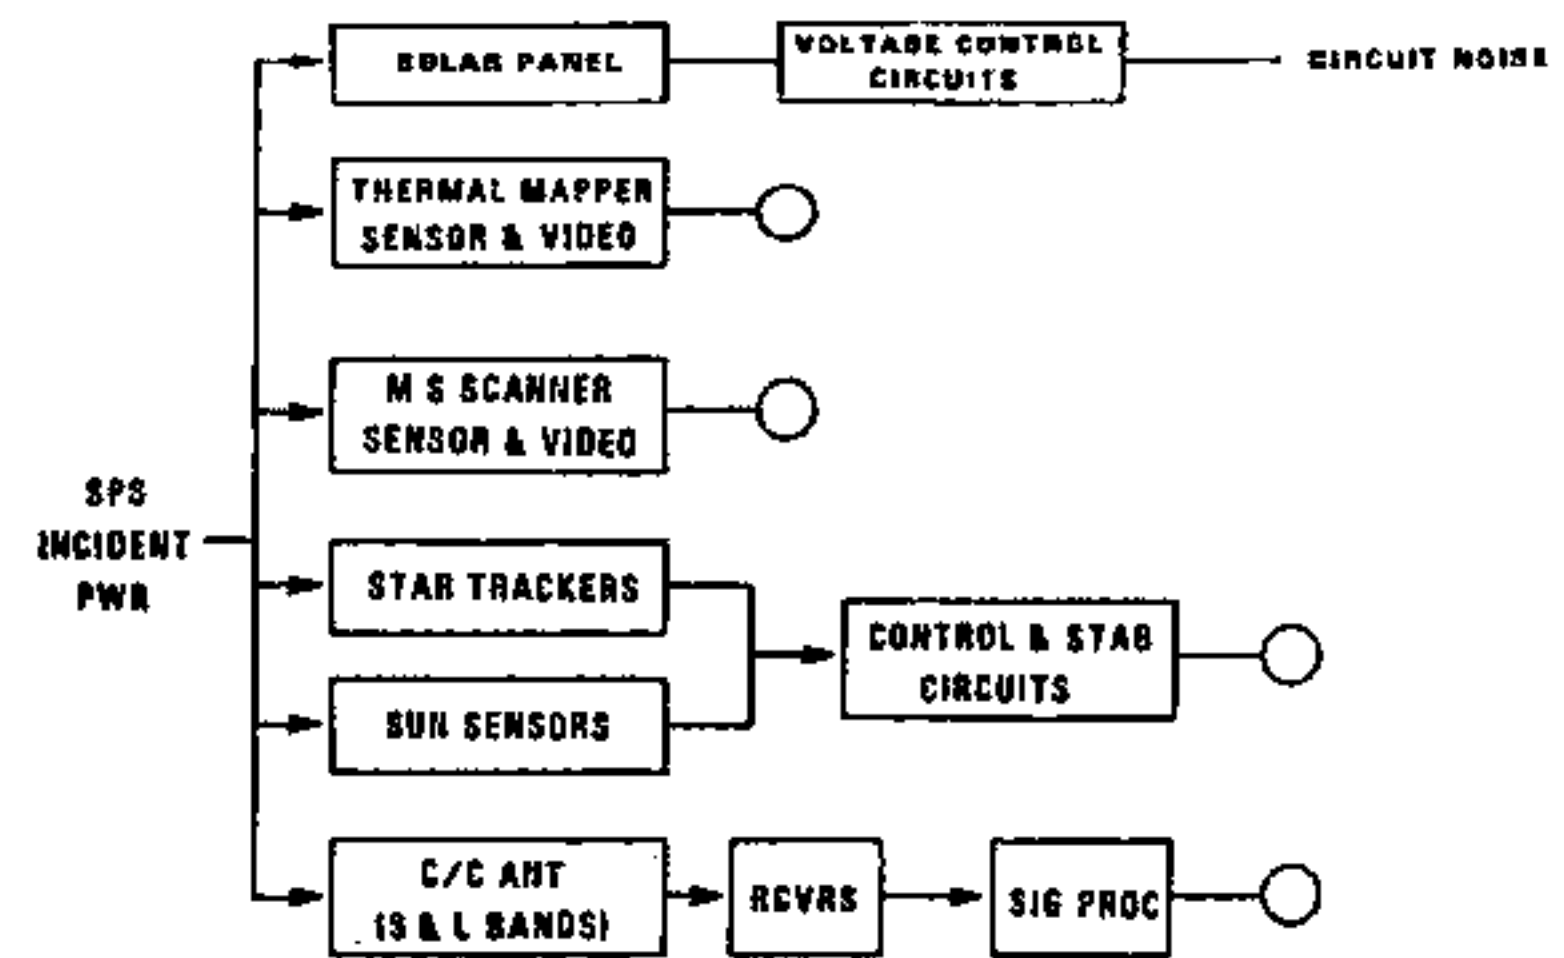 SOLAR PANEL
VOLTAGE CONTROL
CIRCUITS
CIRCUIT NOISE
THERMAL MAPPER
SENSOR & VIDEO
M S SCANNER
SENSOR & VIDEO
SPS
INCIDENT
PWR
STAR TRACKERS
SUN SENSORS
CONTROL & STAB
CIRCUITS
C/C ANT
(S & L BANDS)
RCVRS
SIG PROC